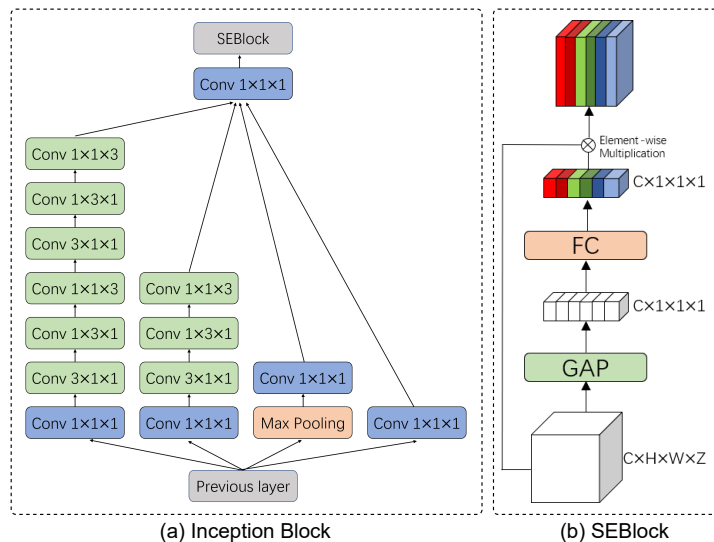 SEBlock
Conv 1×1×1
Conv 1×1×3
Conv 1×3×1
Conv 3×1×1
Conv 1×1×3
Conv 1×3×1
Conv 3×1×1
Conv 1×1×1
Conv 1×1×3
Conv 1×3×1
Conv 3×1×1
Conv 1×1×1
Conv 1×1×1
Max Pooling
Conv 1×1×1
Previous layer
(a) Inception Block
Element-wise
Multiplication
C×1×1×1
FC
C×1×1×1
GAP
C×H×W×Z
(b) SEBlock